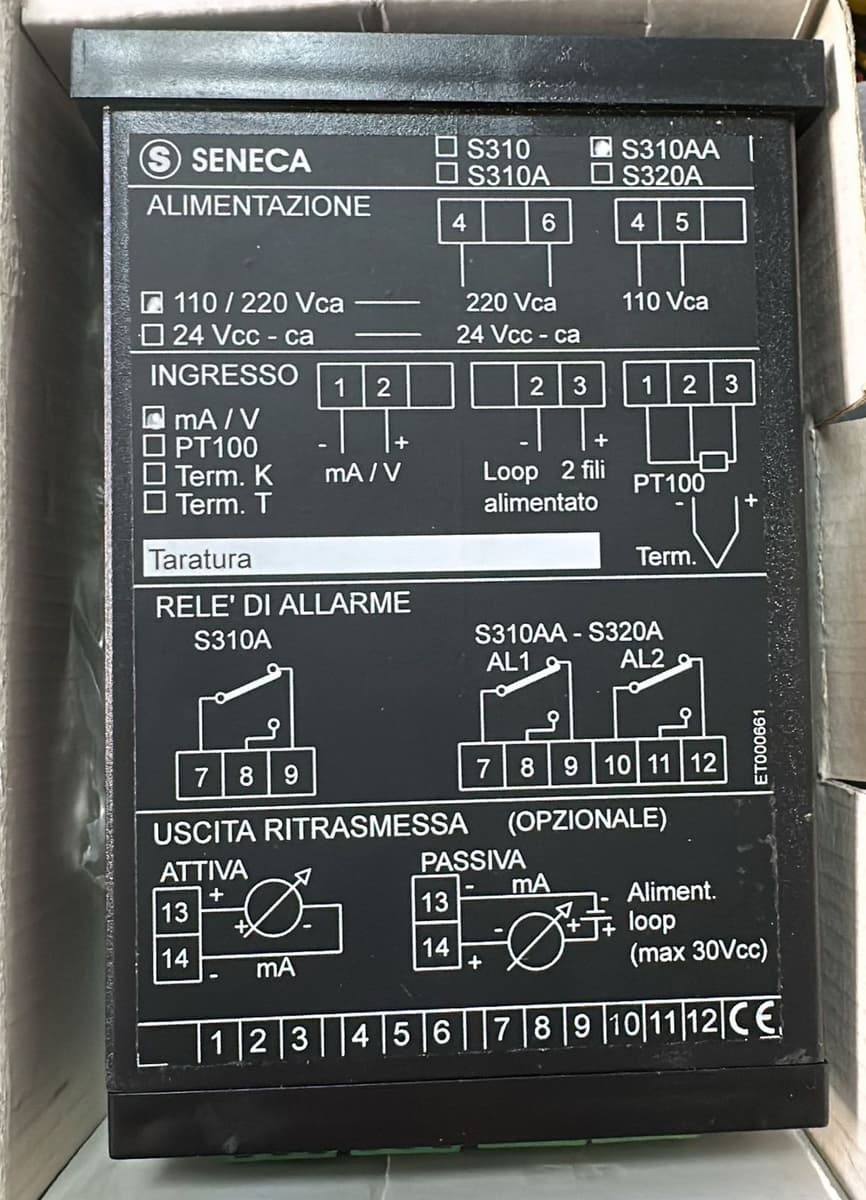 S SENECA
S310 S310AA
S310A S320A
ALIMENTAZIONE
4 6 4 5
110 / 220 Vca 220 Vca 110 Vca
24 Vcc - ca 24 Vcc - ca
INGRESSO
1 2 2 3 1 2 3
mA / V
PT100
Term. K
Term. T
- +
mA / V
- +
Loop 2 fili
alimentato
PT100
- +
Term.
Taratura
RELE' DI ALLARME
S310A
S310AA - S320A
AL1 AL2
7 8 9
7 8 9 10 11 12
ET000661
USCITA RITRASMESSA (OPZIONALE)
ATTIVA
13 +
+ -
14 - mA
PASSIVA
13 - mA -
- + +
14 +
Aliment.
loop
(max 30Vcc)
1 2 3 4 5 6 7 8 9 10 11 12 CE